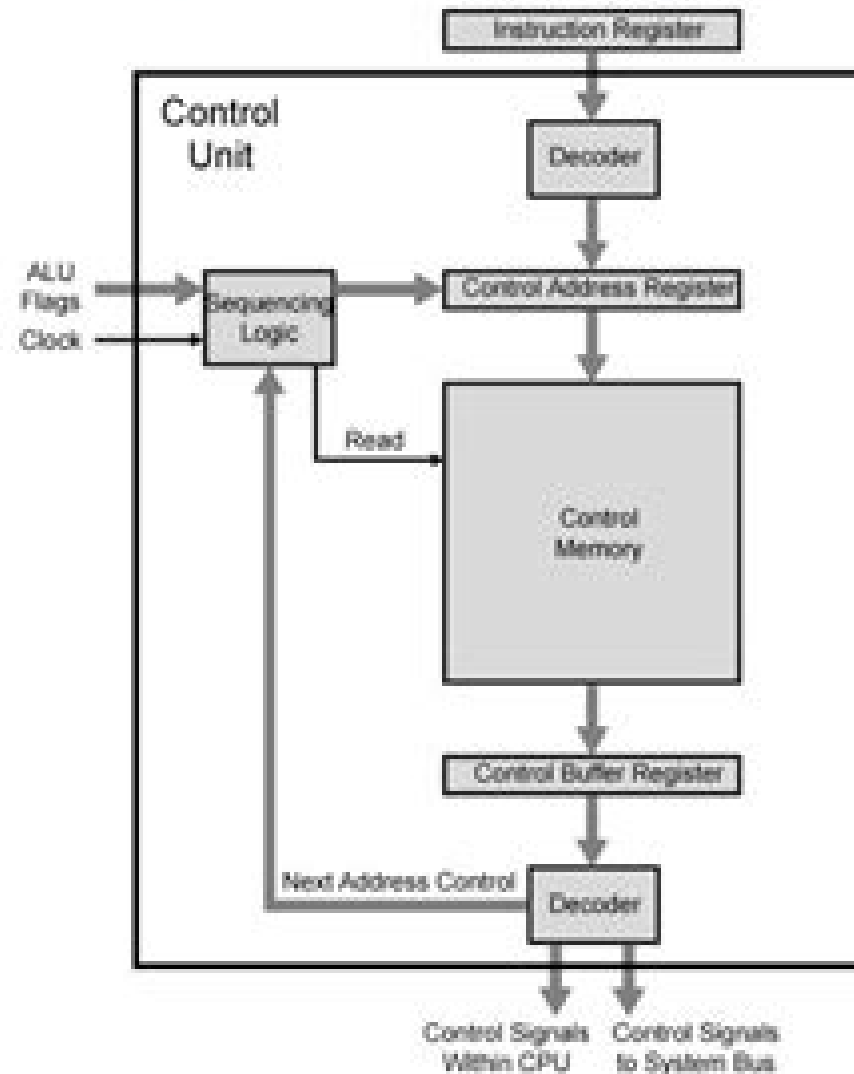 Instruction Register
Control
Unit
Decoder
ALU
Flags
Clock
Sequencing
Logic
Control Address Register
Read
Control
Memory
Control Buffer Register
Next Address Control
Decoder
Control Signals
Within CPU
Control Signals
to System Bus